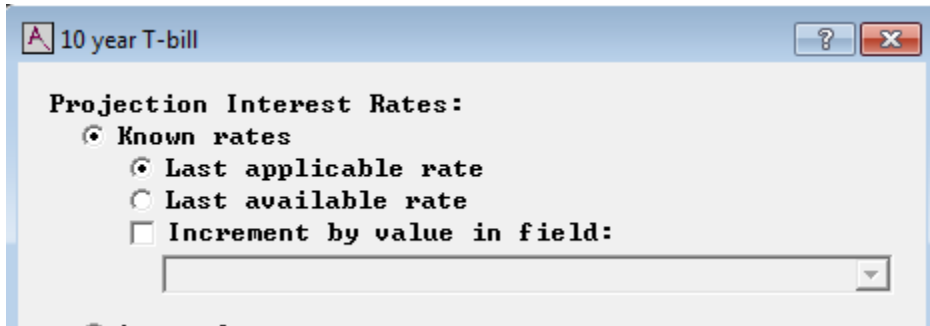 10 year T-bill
Projection Interest Rates:
Known rates
Last applicable rate
Last available rate
Increment by value in field: